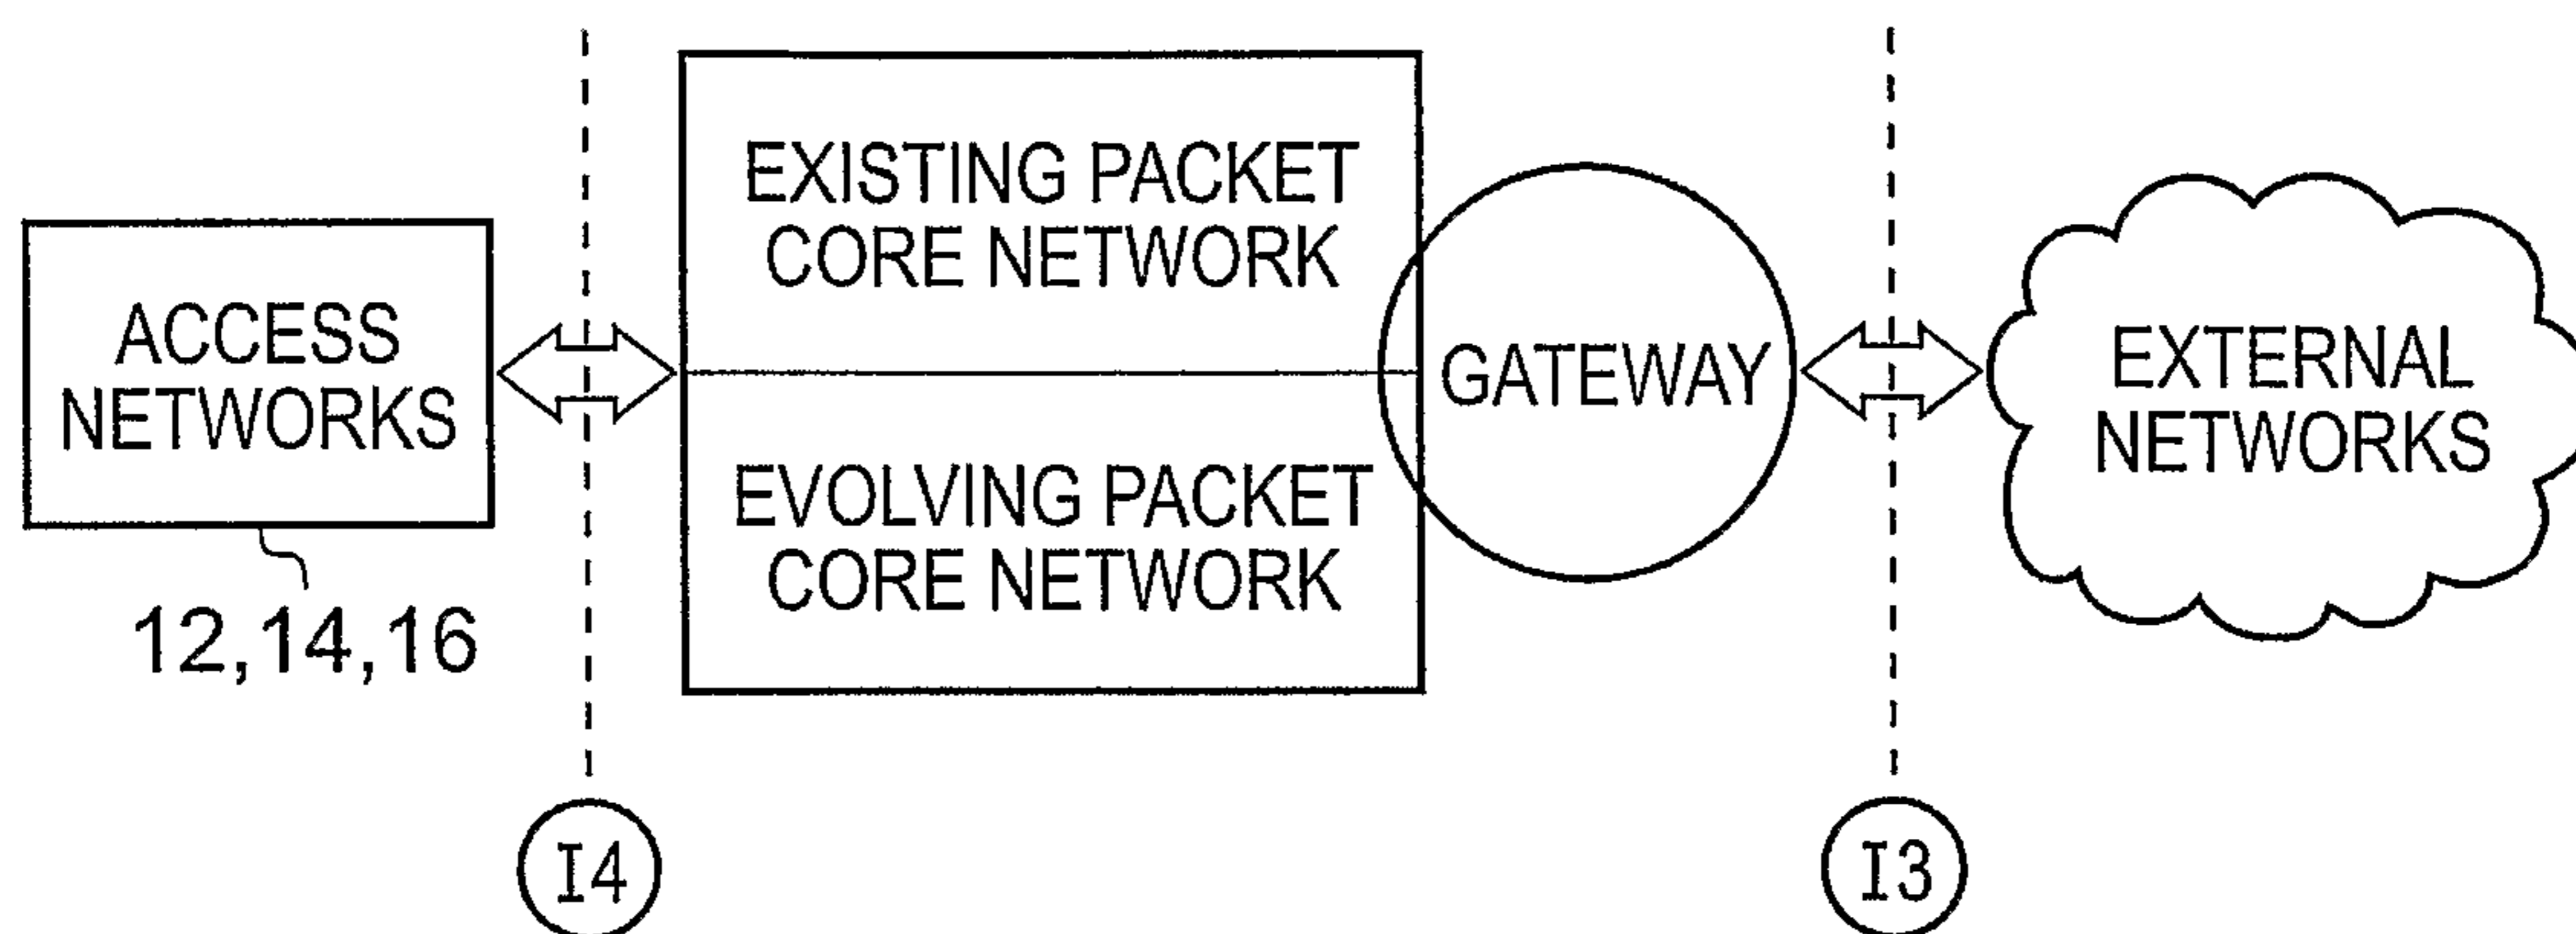 ACCESS
NETWORKS
12,14,16
EXISTING PACKET
CORE NETWORK
EVOLVING PACKET
CORE NETWORK
GATEWAY
EXTERNAL
NETWORKS
I4
I3